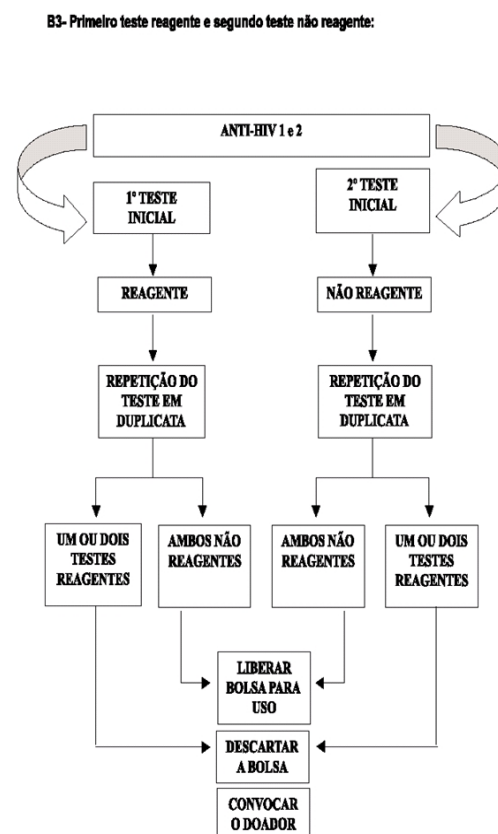 B3- Primeiro teste reagente e segundo teste não reagente:
ANTI-HIV 1 e 2
1º TESTE
INICIAL
2º TESTE
INICIAL
REAGENTE
NÃO REAGENTE
REPETIÇÃO DO
TESTE EM
DUPLICATA
REPETIÇÃO DO
TESTE EM
DUPLICATA
UM OU DOIS
TESTES
REAGENTES
AMBOS NÃO
REAGENTES
AMBOS NÃO
REAGENTES
UM OU DOIS
TESTES
REAGENTES
LIBERAR
BOLSA PARA
USO
DESCARTAR
A BOLSA
CONVOCAR
O DOADOR